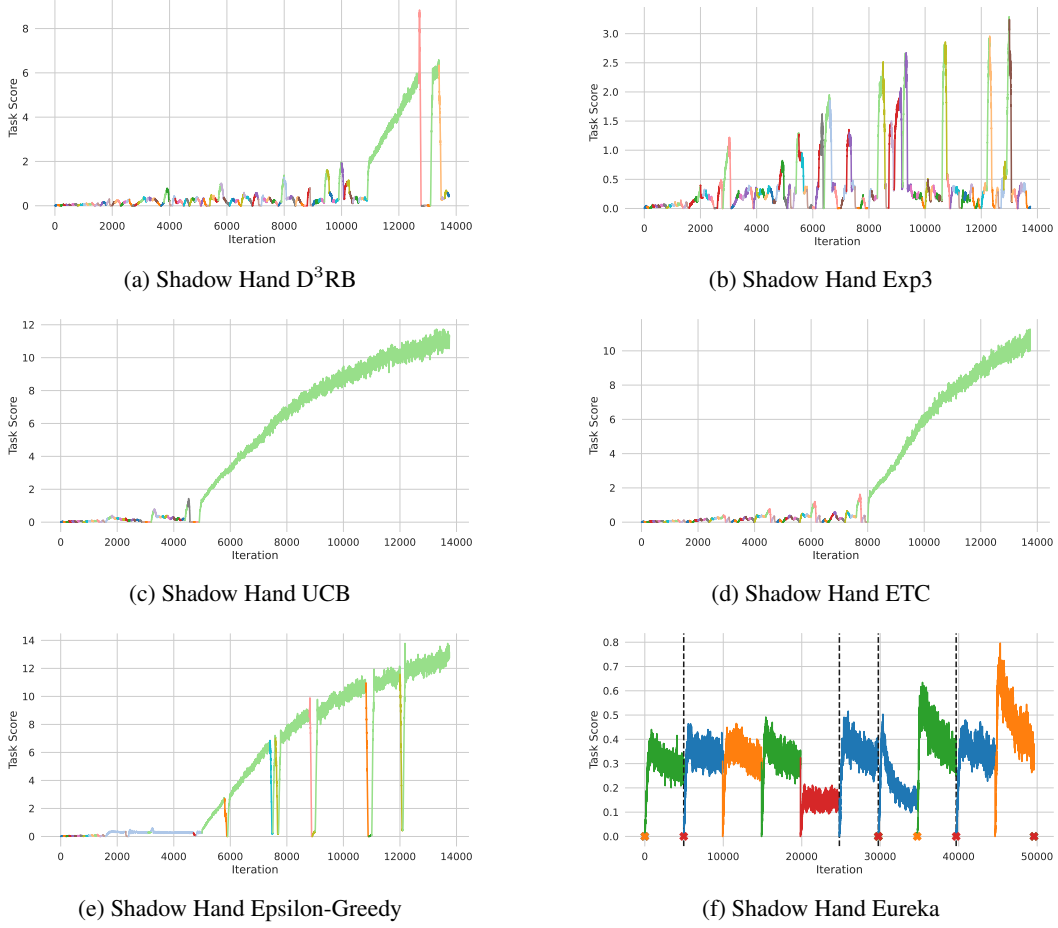 8
6
4
2
0
Task Score
0 2000 4000 6000 8000 10000 12000 14000
Iteration
(a) Shadow Hand D³RB
3.0
2.5
2.0
1.5
1.0
0.5
0.0
Task Score
0 2000 4000 6000 8000 10000 12000 14000
Iteration
(b) Shadow Hand Exp3
12
10
8
6
4
2
0
Task Score
0 2000 4000 6000 8000 10000 12000 14000
Iteration
(c) Shadow Hand UCB
10
8
6
4
2
0
Task Score
0 2000 4000 6000 8000 10000 12000 14000
Iteration
(d) Shadow Hand ETC
14
12
10
8
6
4
2
0
Task Score
0 2000 4000 6000 8000 10000 12000 14000
Iteration
(e) Shadow Hand Epsilon-Greedy
0.8
0.7
0.6
0.5
0.4
0.3
0.2
0.1
0.0
Task Score
0 10000 20000 30000 40000 50000
Iteration
(f) Shadow Hand Eureka